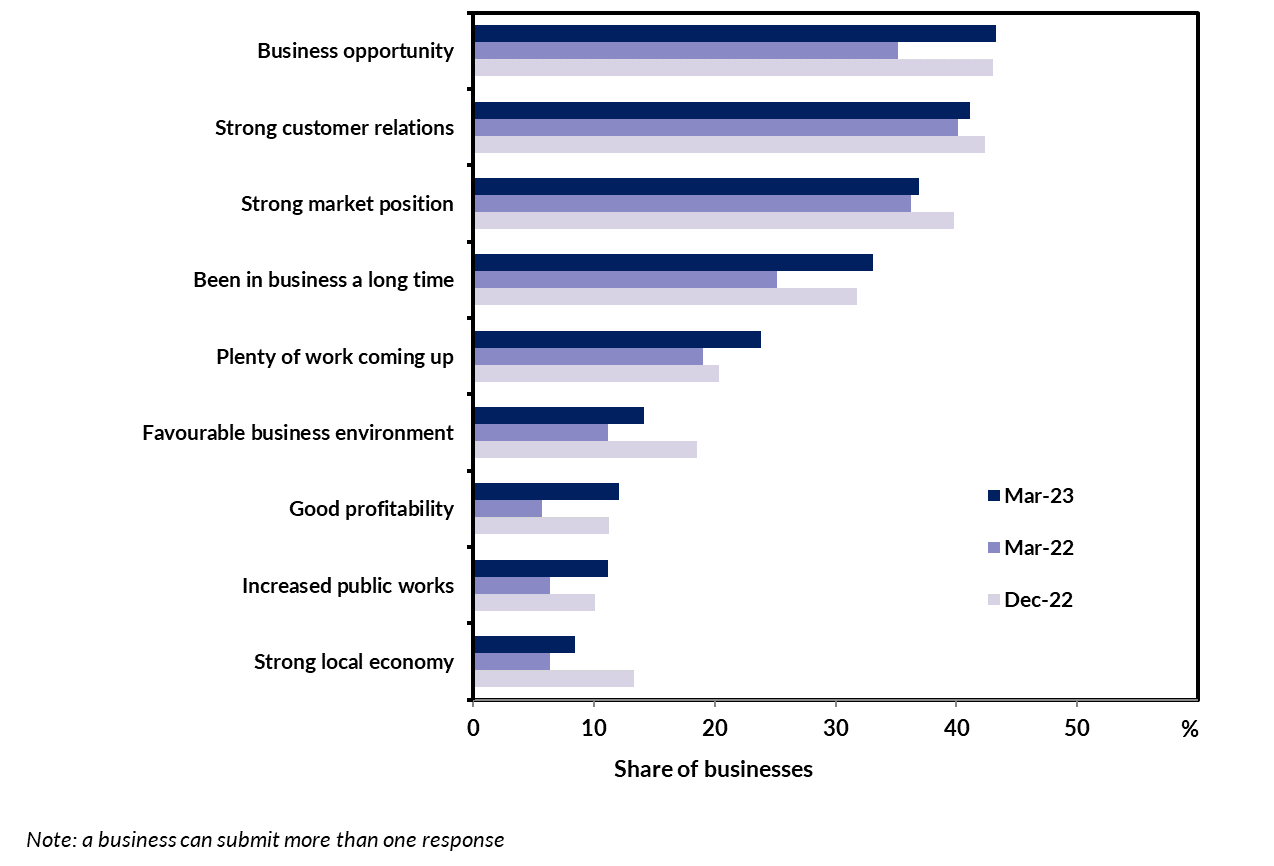 Business opportunity
Strong customer relations
Strong market position
Been in business a long time
Plenty of work coming up
Favourable business environment
Good profitability
Increased public works
Strong local economy
Mar-23
Mar-22
Dec-22
0 10 20 30 40 50 %
Share of businesses
Note: a business can submit more than one response